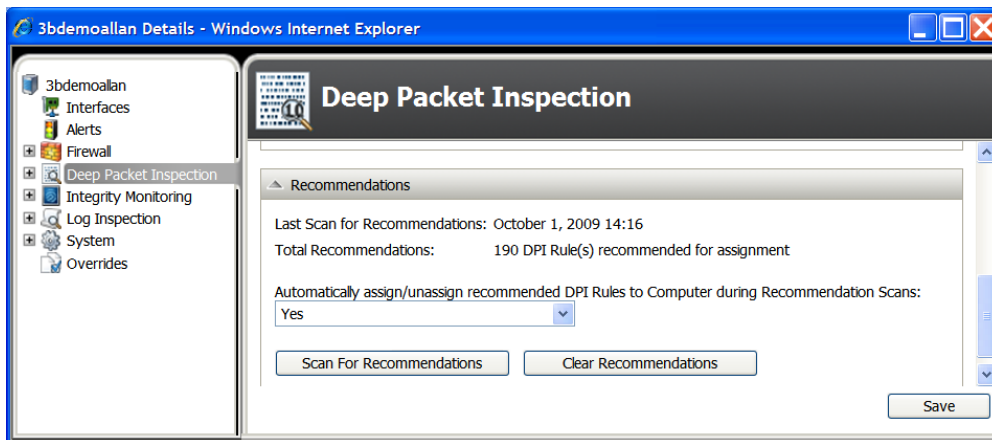 3bdemoallan Details - Windows Internet Explorer
3bdemoallan
Interfaces
Alerts
Firewall
Deep Packet Inspection
Integrity Monitoring
Log Inspection
System
Overrides
Deep Packet Inspection
Recommendations
Last Scan for Recommendations: October 1, 2009 14:16
Total Recommendations: 190 DPI Rule(s) recommended for assignment
Automatically assign/unassign recommended DPI Rules to Computer during Recommendation Scans:
Yes
Scan For Recommendations Clear Recommendations
Save